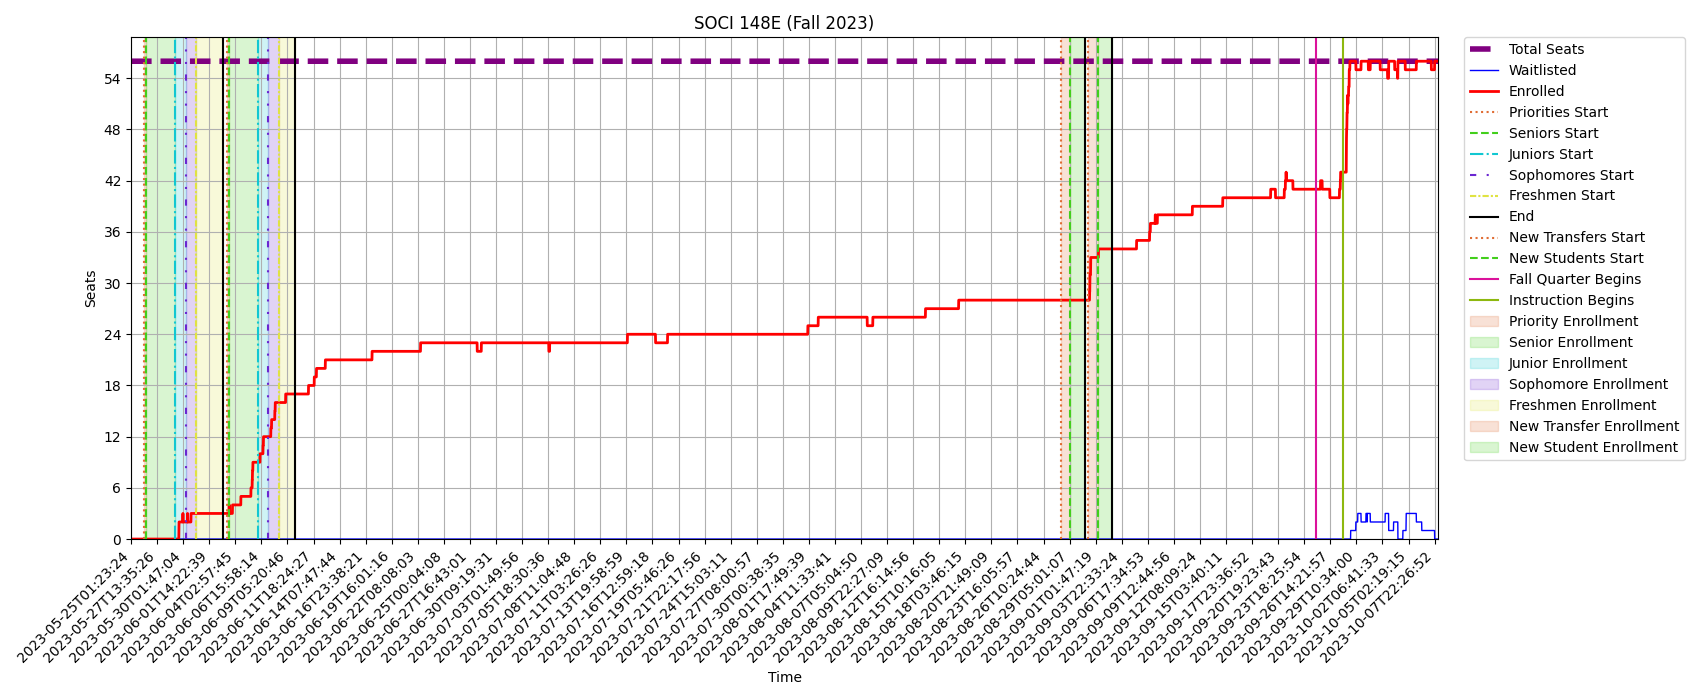 SOCI 148E (Fall 2023)
Seats
54
48
42
36
30
24
18
12
6
0
2023-05-25T01:23:24
2023-05-27T13:35:26
2023-05-30T01:47:04
2023-06-01T14:22:39
2023-06-04T02:57:45
2023-06-06T15:58:14
2023-06-09T05:20:46
2023-06-11T18:24:27
2023-06-14T07:47:44
2023-06-16T23:38:21
2023-06-19T16:01:16
2023-06-22T08:08:03
2023-06-25T00:04:08
2023-06-27T16:43:01
2023-06-30T09:19:31
2023-07-03T01:49:56
2023-07-05T18:30:36
2023-07-08T11:04:48
2023-07-11T03:26:26
2023-07-13T19:58:59
2023-07-16T12:59:18
2023-07-19T05:46:26
2023-07-21T22:17:56
2023-07-24T15:03:11
2023-07-27T08:00:57
2023-07-30T00:38:35
2023-08-01T17:49:39
2023-08-04T11:33:41
2023-08-07T05:04:50
2023-08-09T22:27:09
2023-08-12T16:14:56
2023-08-15T10:16:05
2023-08-18T03:46:15
2023-08-20T21:49:09
2023-08-23T16:05:57
2023-08-26T10:24:44
2023-08-29T05:01:07
2023-09-01T01:47:19
2023-09-03T22:33:24
2023-09-06T17:34:53
2023-09-09T12:44:56
2023-09-12T08:09:24
2023-09-15T03:40:11
2023-09-17T23:36:52
2023-09-20T19:23:43
2023-09-23T18:25:54
2023-09-26T14:21:57
2023-09-29T10:34:00
2023-10-02T06:41:33
2023-10-05T02:19:15
2023-10-07T22:26:52
Time
Total Seats
Waitlisted
Enrolled
Priorities Start
Seniors Start
Juniors Start
Sophomores Start
Freshmen Start
End
New Transfers Start
New Students Start
Fall Quarter Begins
Instruction Begins
Priority Enrollment
Senior Enrollment
Junior Enrollment
Sophomore Enrollment
Freshmen Enrollment
New Transfer Enrollment
New Student Enrollment